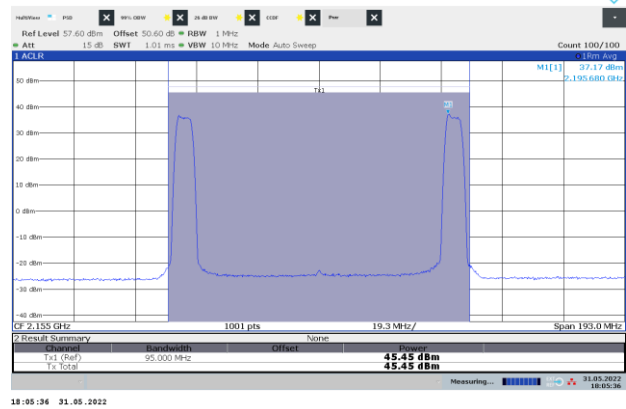 MultiView PSD 99% OBW 26 dB BW CCDF Pwr
Ref Level 57.60 dBm Offset 50.60 dB RBW 1 MHz
Att 15 dB SWT 1.01 ms VBW 10 MHz Mode Auto Sweep Count 100/100
1 ACLR 1Rm Avg
M1[1] 37.17 dBm
2.195680 GHz
Tx1
M1
50 dBm
40 dBm
30 dBm
20 dBm
10 dBm
0 dBm
-10 dBm
-20 dBm
-30 dBm
-40 dBm
CF 2.155 GHz 1001 pts 19.3 MHz/ Span 193.0 MHz
2 Result Summary None
Channel Bandwidth Offset Power
Tx1 (Ref) 95.000 MHz 45.45 dBm
Tx Total 45.45 dBm
Measuring... 31.05.2022
18:05:36
18:05:36 31.05.2022